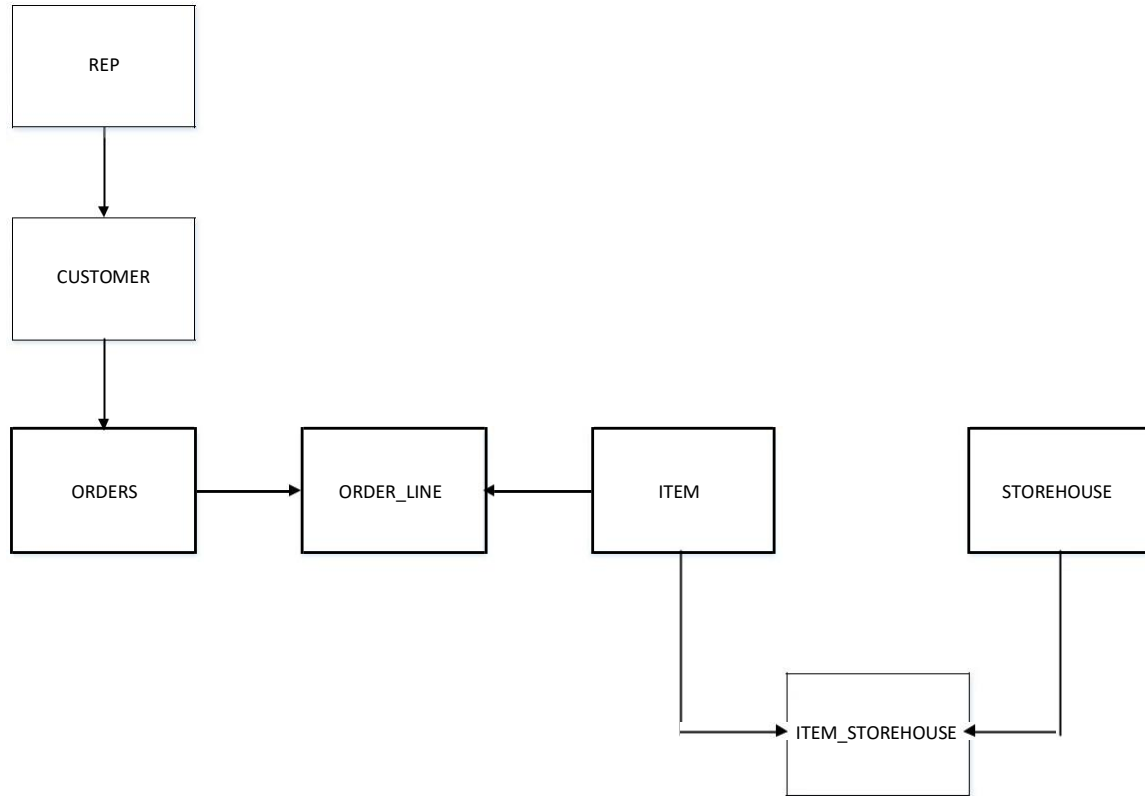 REP
CUSTOMER
ORDERS
ORDER_LINE
ITEM
STOREHOUSE
ITEM_STOREHOUSE